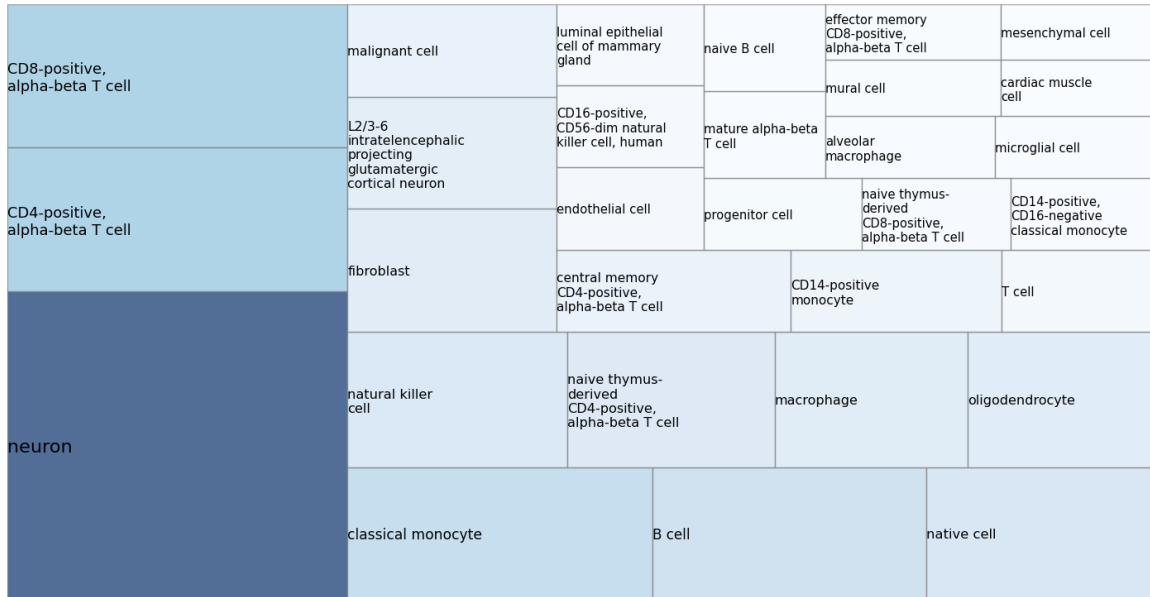 CD8-positive,
alpha-beta T cell
CD4-positive,
alpha-beta T cell
neuron
malignant cell
L2/3-6
intratelencephalic
projecting
glutamatergic
cortical neuron
fibroblast
luminal epithelial
cell of mammary
gland
CD16-positive,
CD56-dim natural
killer cell, human
endothelial cell
naive B cell
mature alpha-beta
T cell
progenitor cell
effector memory
CD8-positive,
alpha-beta T cell
mesenchymal cell
mural cell
cardiac muscle
cell
alveolar
macrophage
microglial cell
naive thymus-
derived
CD8-positive,
alpha-beta T cell
CD14-positive,
CD16-negative
classical monocyte
central memory
CD4-positive,
alpha-beta T cell
CD14-positive
monocyte
T cell
natural killer
cell
naive thymus-
derived
CD4-positive,
alpha-beta T cell
macrophage
oligodendrocyte
classical monocyte
B cell
native cell